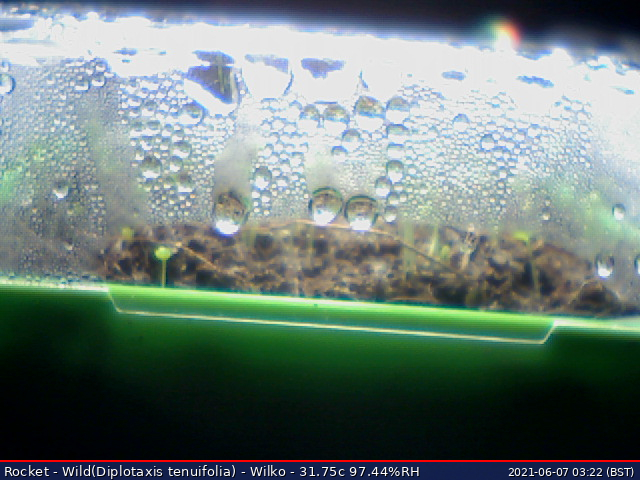 Rocket - Wild(Diplotaxis tenuifolia) - Wilko - 31.75c 97.44%RH
2021-06-07 03:22 (BST)